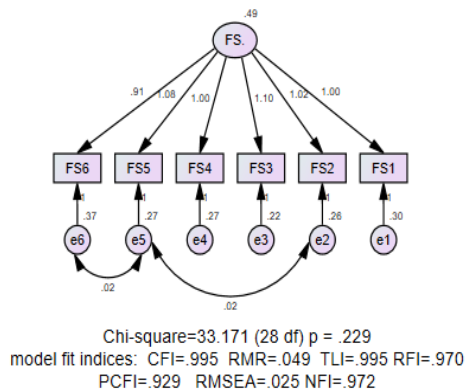 .49
FS.
.91 1.08 1.00 1.10 1.02 1.00
FS6 FS5 FS4 FS3 FS2 FS1
1 1 1 1 1 1
.37 .27 .27 .22 .26 .30
e6 e5 e4 e3 e2 e1
.02
.02
Chi-square=33.171 (28 df) p = .229
model fit indices: CFI=.995 RMR=.049 TLI=.995 RFI=.970
PCFI=.929 RMSEA=.025 NFI=.972